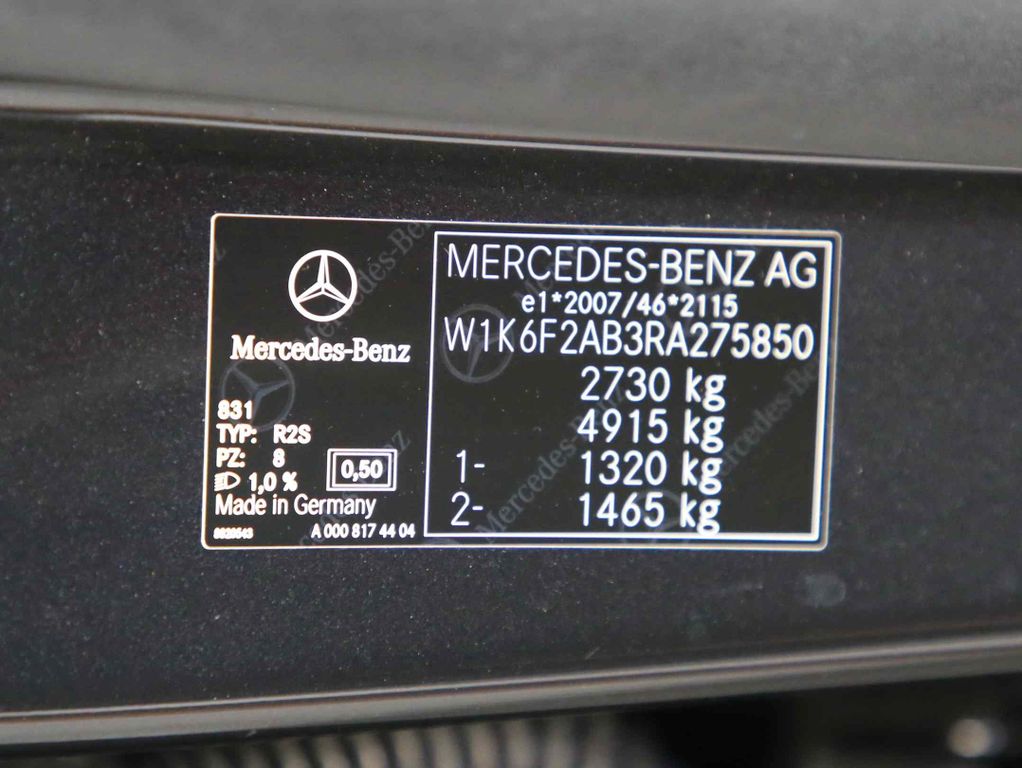 Mercedes-Benz
831
TYP: R2S
PZ: 8
1,0 %
0,50
Made in Germany
A 000 817 44 04
MERCEDES-BENZ AG
e1*2007/46*2115
W1K6F2AB3RA275850
2730 kg
4915 kg
1- 1320 kg
2- 1465 kg